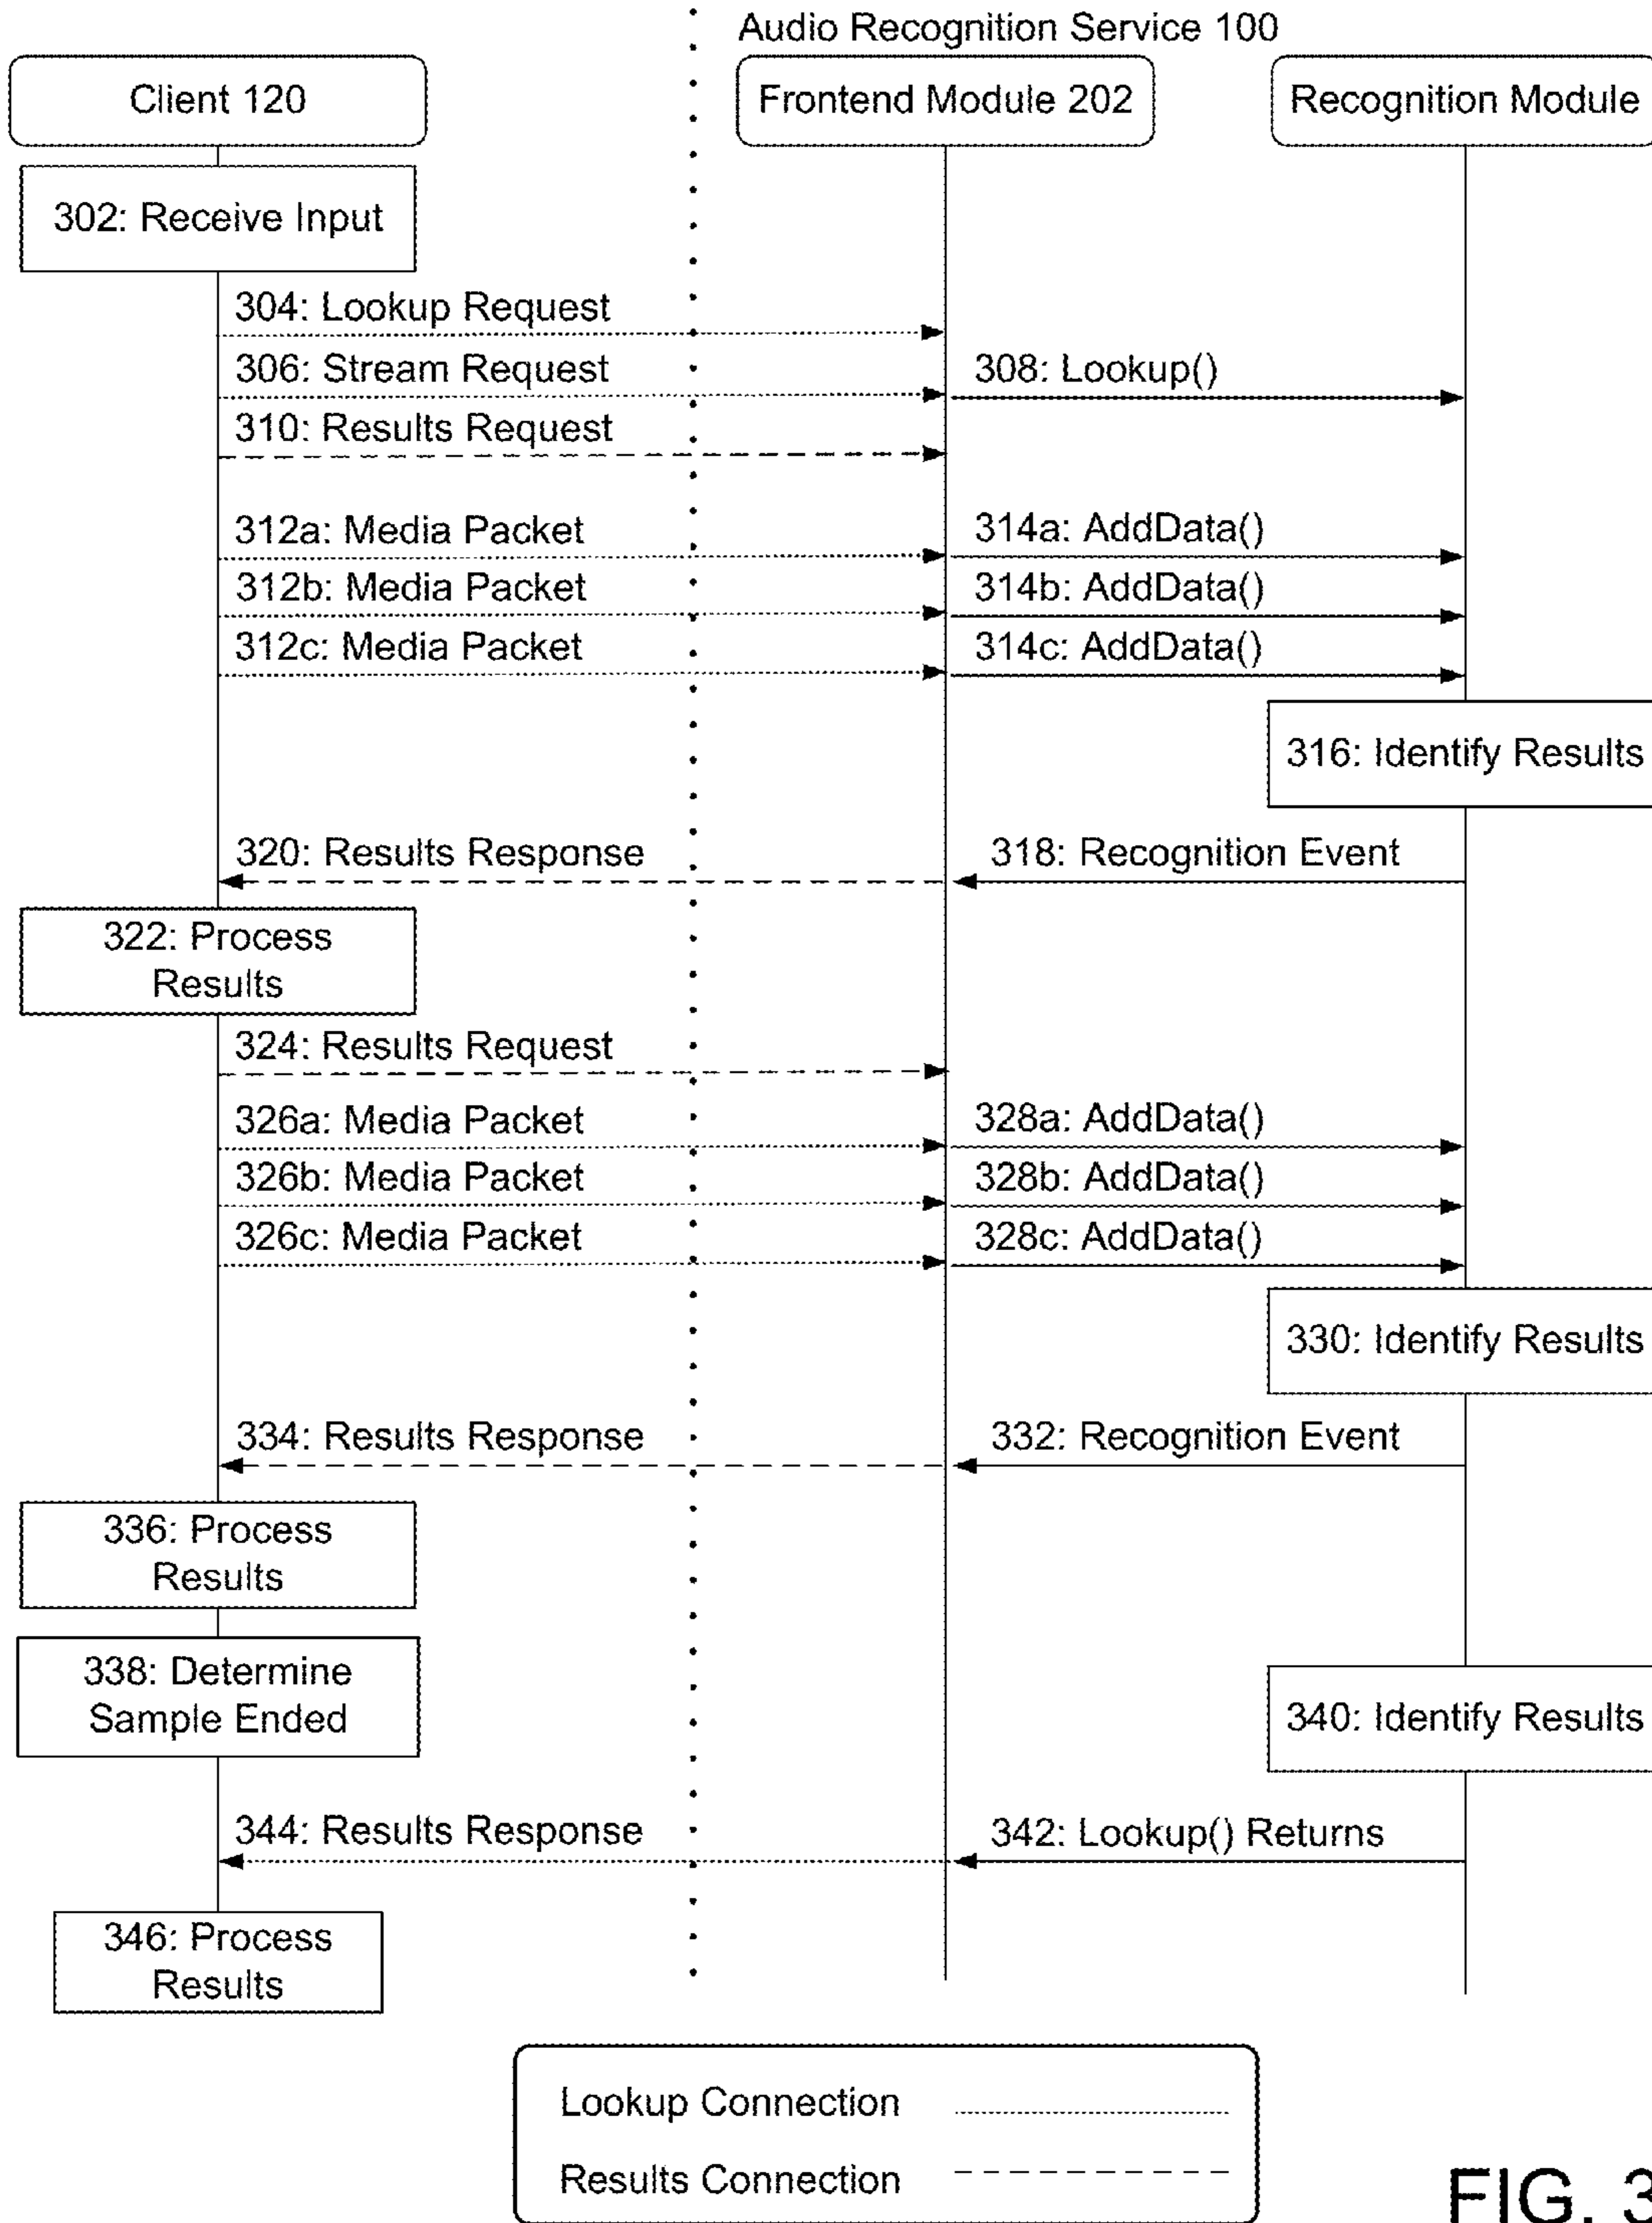 Audio Recognition Service 100
Client 120
Frontend Module 202
Recognition Module
302: Receive Input
304: Lookup Request
306: Stream Request
308: Lookup()
310: Results Request
312a: Media Packet
314a: AddData()
312b: Media Packet
314b: AddData()
312c: Media Packet
314c: AddData()
316: Identify Results
320: Results Response
318: Recognition Event
322: Process
Results
324: Results Request
326a: Media Packet
328a: AddData()
326b: Media Packet
328b: AddData()
326c: Media Packet
328c: AddData()
330: Identify Results
334: Results Response
332: Recognition Event
336: Process
Results
338: Determine
Sample Ended
340: Identify Results
344: Results Response
342: Lookup() Returns
346: Process
Results
Lookup Connection
Results Connection
FIG. 3